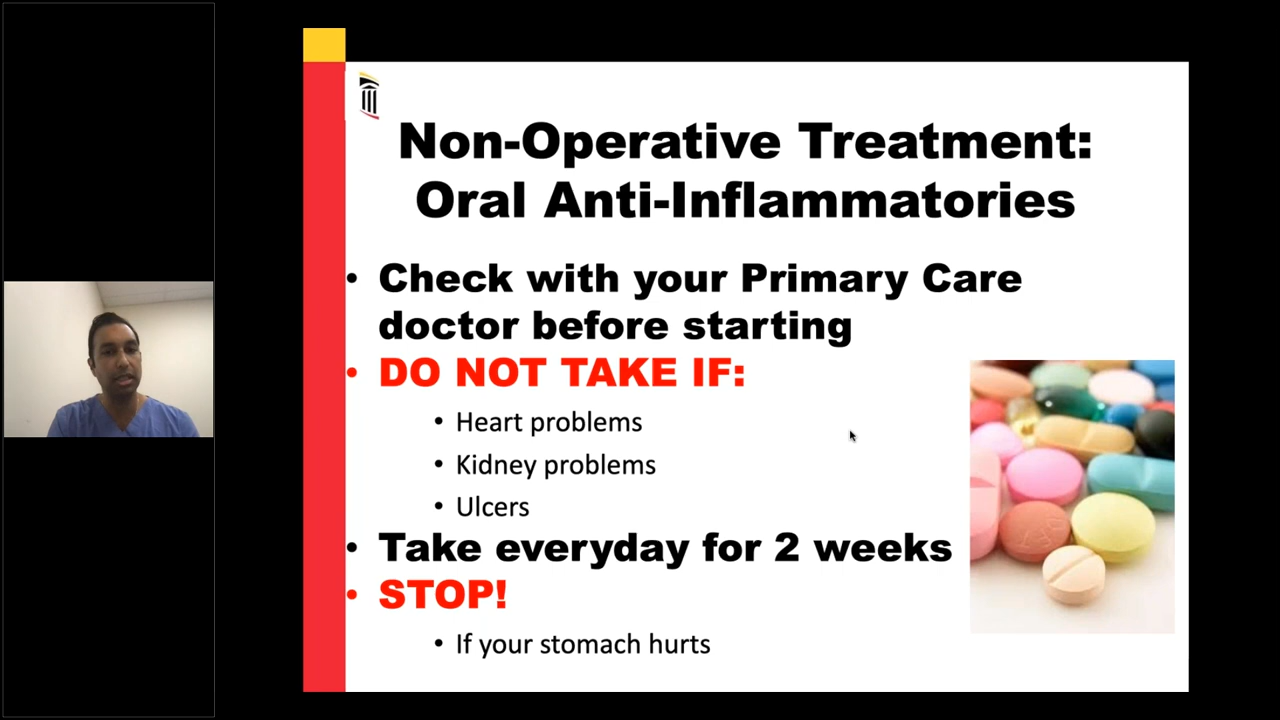 Non-Operative Treatment:
Oral Anti-Inflammatories
• Check with your Primary Care
doctor before starting
• DO NOT TAKE IF:
• Heart problems
• Kidney problems
• Ulcers
• Take everyday for 2 weeks
• STOP!
• If your stomach hurts